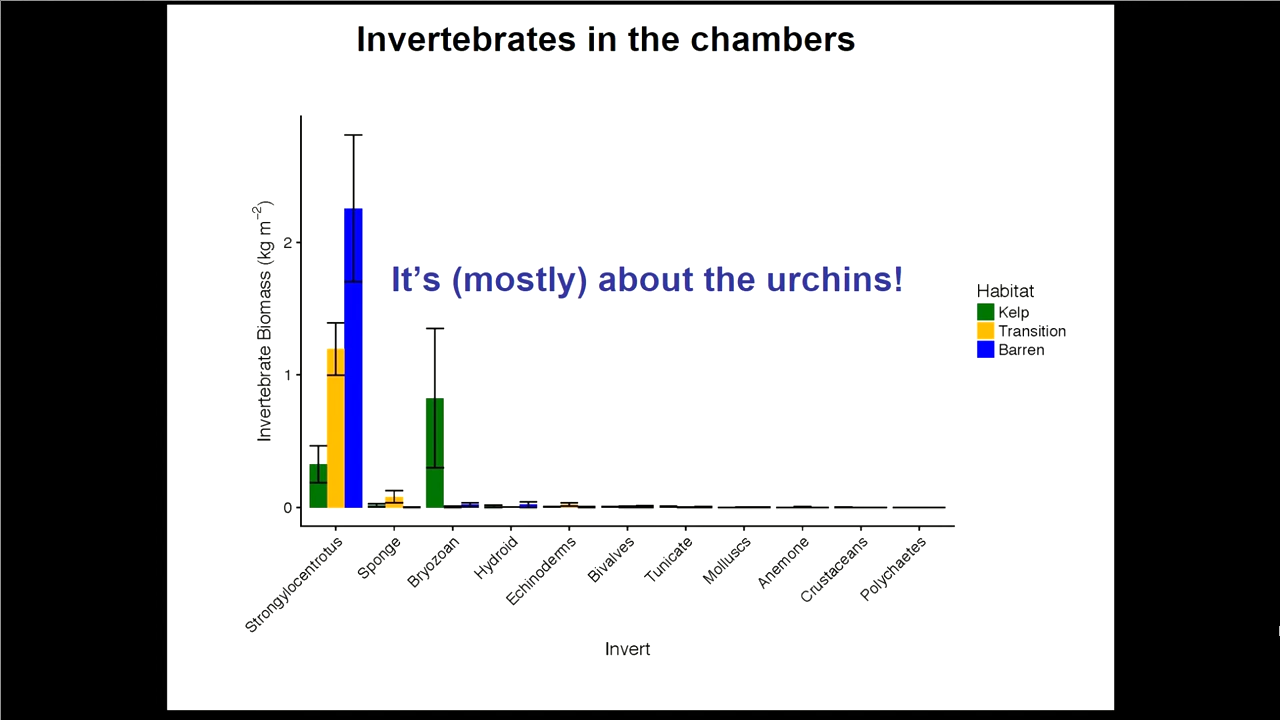 Invertebrates in the chambers
Invertebrate Biomass (kg m⁻²)
2
1
0
It’s (mostly) about the urchins!
Habitat
Kelp
Transition
Barren
Strongylocentrotus
Sponge
Bryozoan
Hydroid
Echinoderms
Bivalves
Tunicate
Molluscs
Anemone
Crustaceans
Polychaetes
Invert